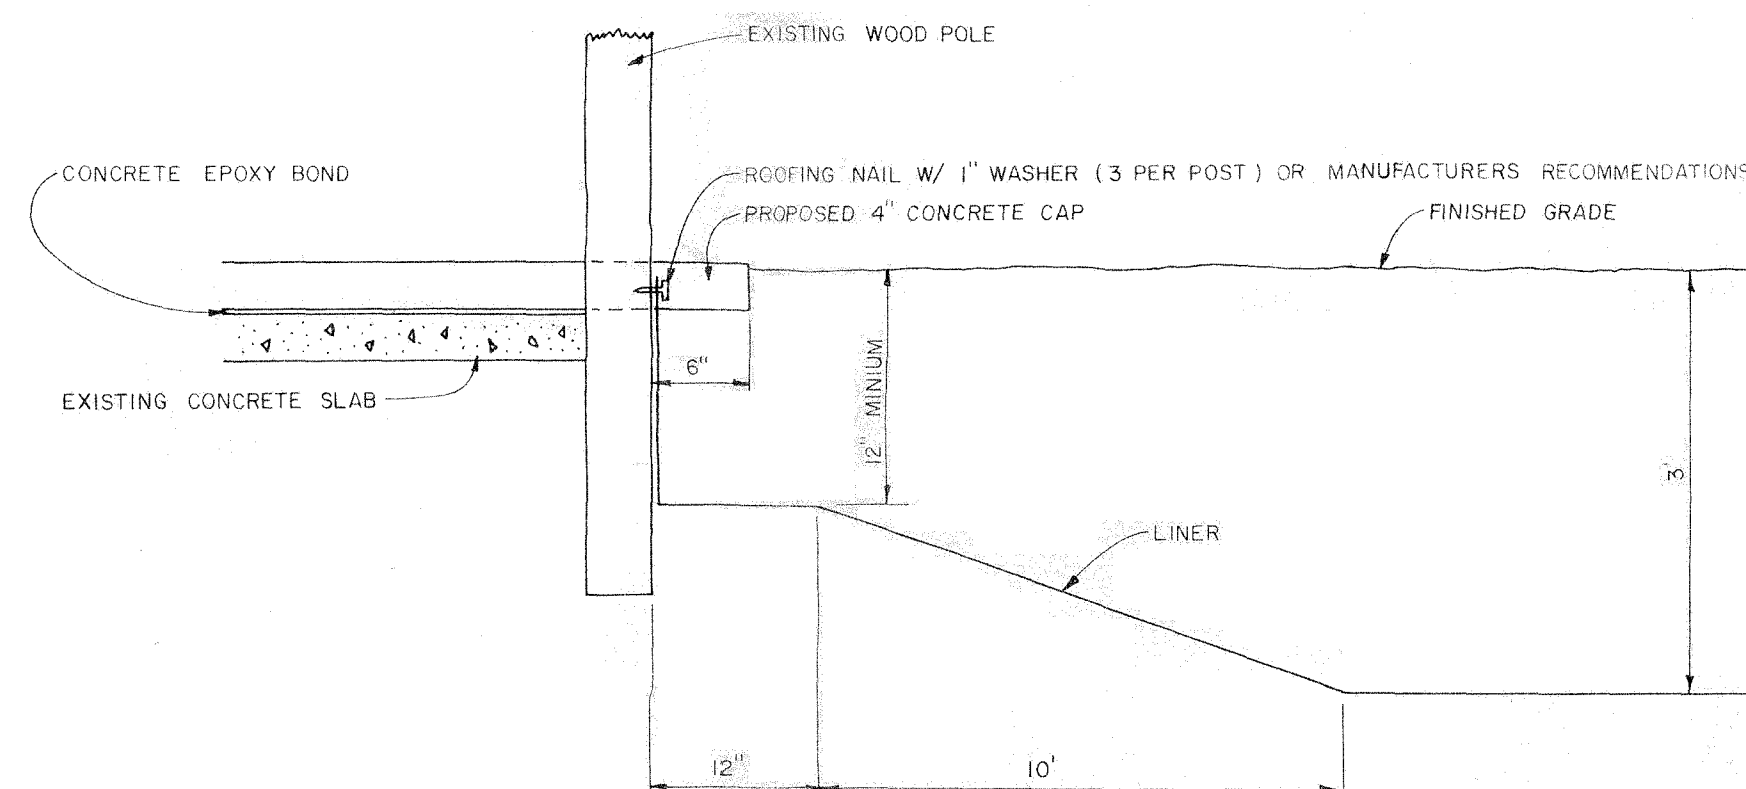 EXISTING WOOD POLE
CONCRETE EPOXY BOND
ROOFING NAIL W/ 1" WASHER (3 PER POST) OR MANUFACTURERS RECOMMENDATIONS
PROPOSED 4" CONCRETE CAP
FINISHED GRADE
6"
12" MINIUM
EXISTING CONCRETE SLAB
3'
LINER
12"
10'